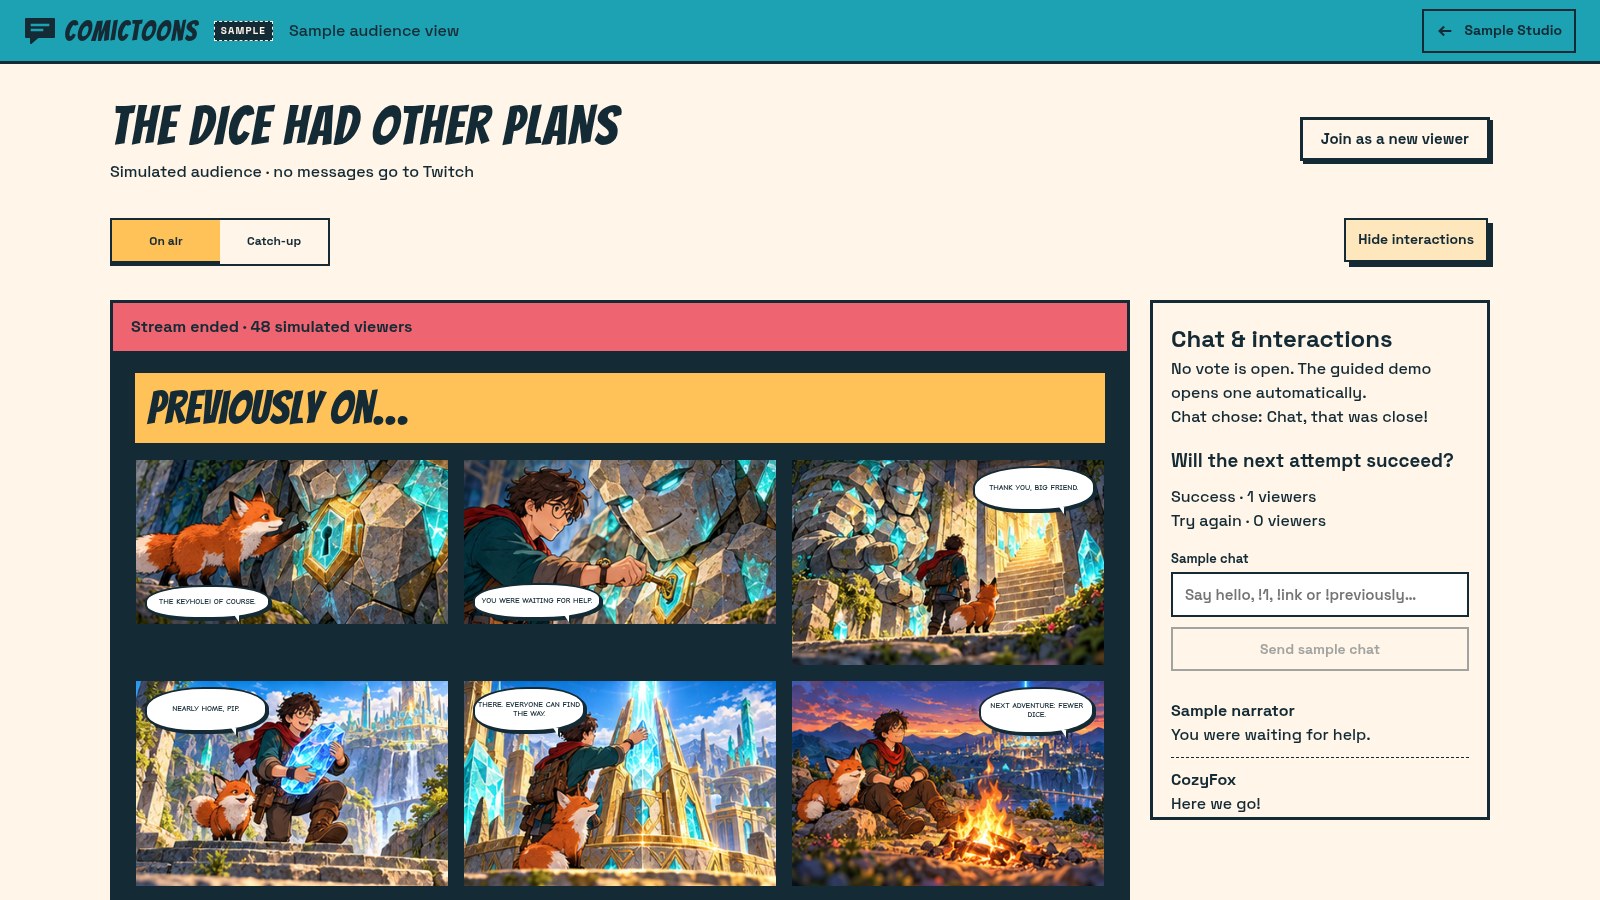 COMICTOONS
SAMPLE
Sample audience view
← Sample Studio
THE DICE HAD OTHER PLANS
Simulated audience · no messages go to Twitch
Join as a new viewer
On air
Catch-up
Hide interactions
Stream ended · 48 simulated viewers
PREVIOUSLY ON...
THE KEYHOLE! OF COURSE.
YOU WERE WAITING FOR HELP.
THANK YOU, BIG FRIEND.
NEARLY HOME, PIP.
THERE. EVERYONE CAN FIND
THE WAY.
NEXT ADVENTURE: FEWER
DICE.
Chat & interactions
No vote is open. The guided demo
opens one automatically.
Chat chose: Chat, that was close!
Will the next attempt succeed?
Success · 1 viewers
Try again · 0 viewers
Sample chat
Say hello, !1, !link or !previously...
Send sample chat
Sample narrator
You were waiting for help.
CozyFox
Here we go!